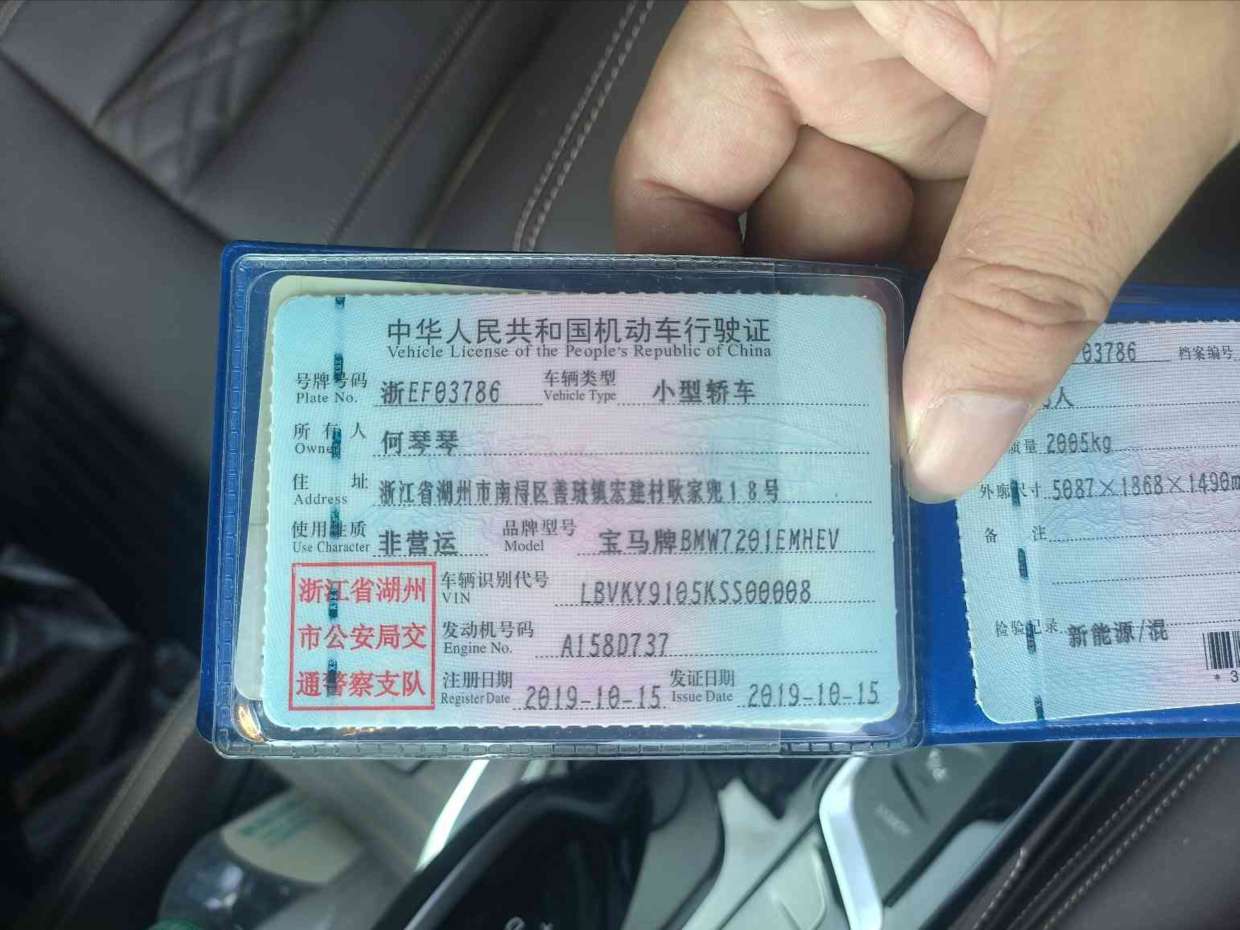 中华人民共和国机动车行驶证
Vehicle License of the People's Republic of China
号牌号码 浙EF03786 车辆类型 小型轿车
Plate No. Vehicle Type
所有人 何琴琴
Owner
住址 浙江省湖州市南浔区善琏镇宏建村耿家兜18号
Address
使用性质 非营运 品牌型号 宝马牌BMW7201EMHEV
Use Character Model
浙江省湖州
市公安局交
通警察支队
车辆识别代号 LBVKY9105KSS00008
VIN
发动机号码 A158D737
Engine No.
注册日期 2019-10-15 发证日期 2019-10-15
Register Date Issue Date
03786 档案编号
人
质量 2005kg
外廓尺寸 5087×1868×1490m
备注
检验记录 新能源/混
*3